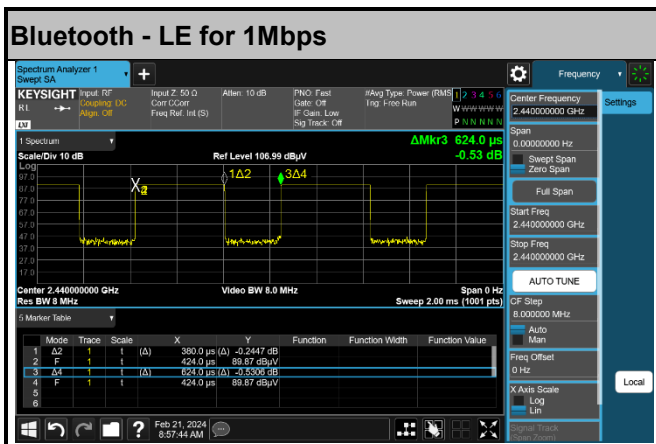 Bluetooth - LE for 1Mbps
Spectrum Analyzer 1
Swept SA
Frequency
KEYSIGHT
Input: RF
Input Z: 50 Ω
Atten: 10 dB
PNO: Fast
#Avg Type: Power (RMS
1 2 3 4 5 6
RL
Coupling: DC
Corr CCorr
Gate: Off
Trig: Free Run
Align: Off
Freq Ref: Int (S)
IF Gain: Low
W W W W W W
Sig Track: Off
P N N N N N
LXI
Center Frequency
2.440000000 GHz
Settings
Span
0.00000000 Hz
Swept Span
Zero Span
Full Span
Start Freq
2.440000000 GHz
Stop Freq
2.440000000 GHz
AUTO TUNE
CF Step
8.000000 MHz
Auto
Man
Freq Offset
0 Hz
X Axis Scale
Log
Lin
Signal Track
(Span Zoom)
Local
1 Spectrum
ΔMkr3 624.0 µs
Scale/Div 10 dB
Ref Level 106.99 dBµV
-0.53 dB
Log
97.0
87.0
77.0
67.0
57.0
47.0
37.0
27.0
17.0
1Δ2
3Δ4
Center 2.440000000 GHz
Video BW 8.0 MHz
Span 0 Hz
Res BW 8 MHz
Sweep 2.00 ms (1001 pts)
5 Marker Table
Mode Trace Scale X Y Function Function Width Function Value
1 Δ2 1 t (Δ) 380.0 µs (Δ) -0.2447 dB
2 F 1 t 424.0 µs 89.87 dBµV
3 Δ4 1 t (Δ) 624.0 µs (Δ) -0.5306 dB
4 F 1 t 424.0 µs 89.87 dBµV
5
6
Feb 21, 2024
8:57:44 AM